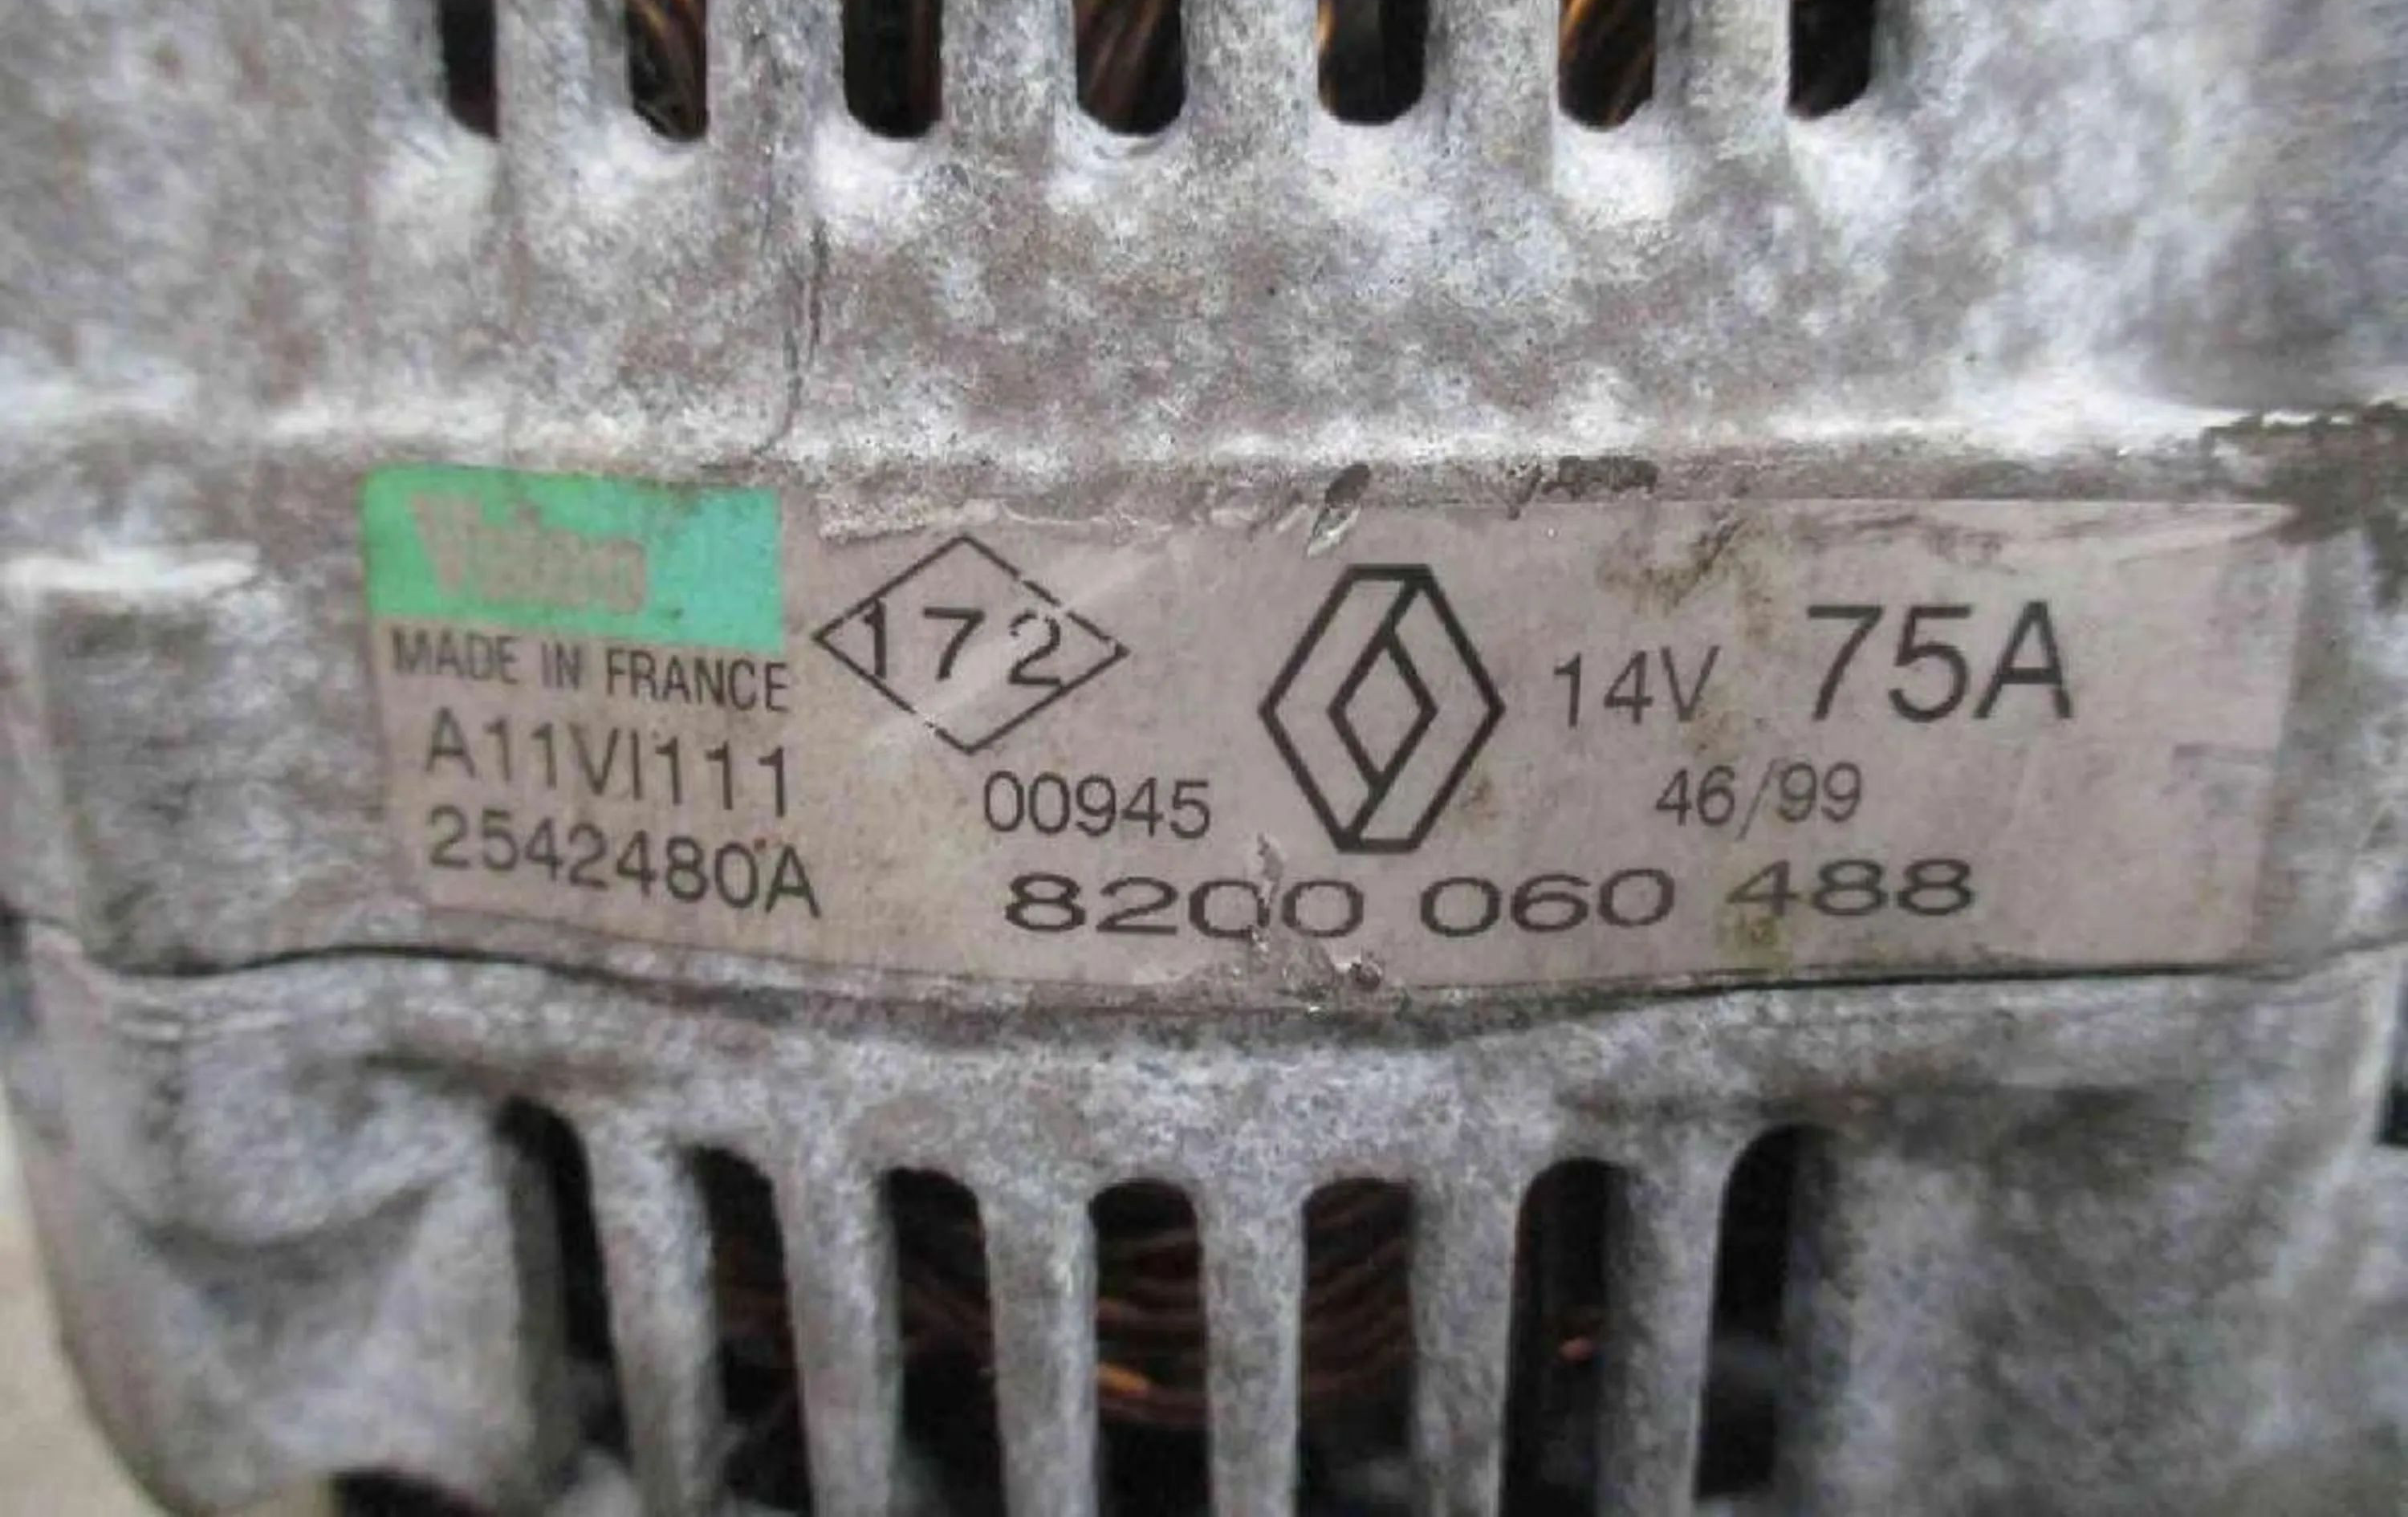 Valeo
MADE IN FRANCE
A11VI111
2542480A
172
00945
14V 75A
46/99
8200 060 488